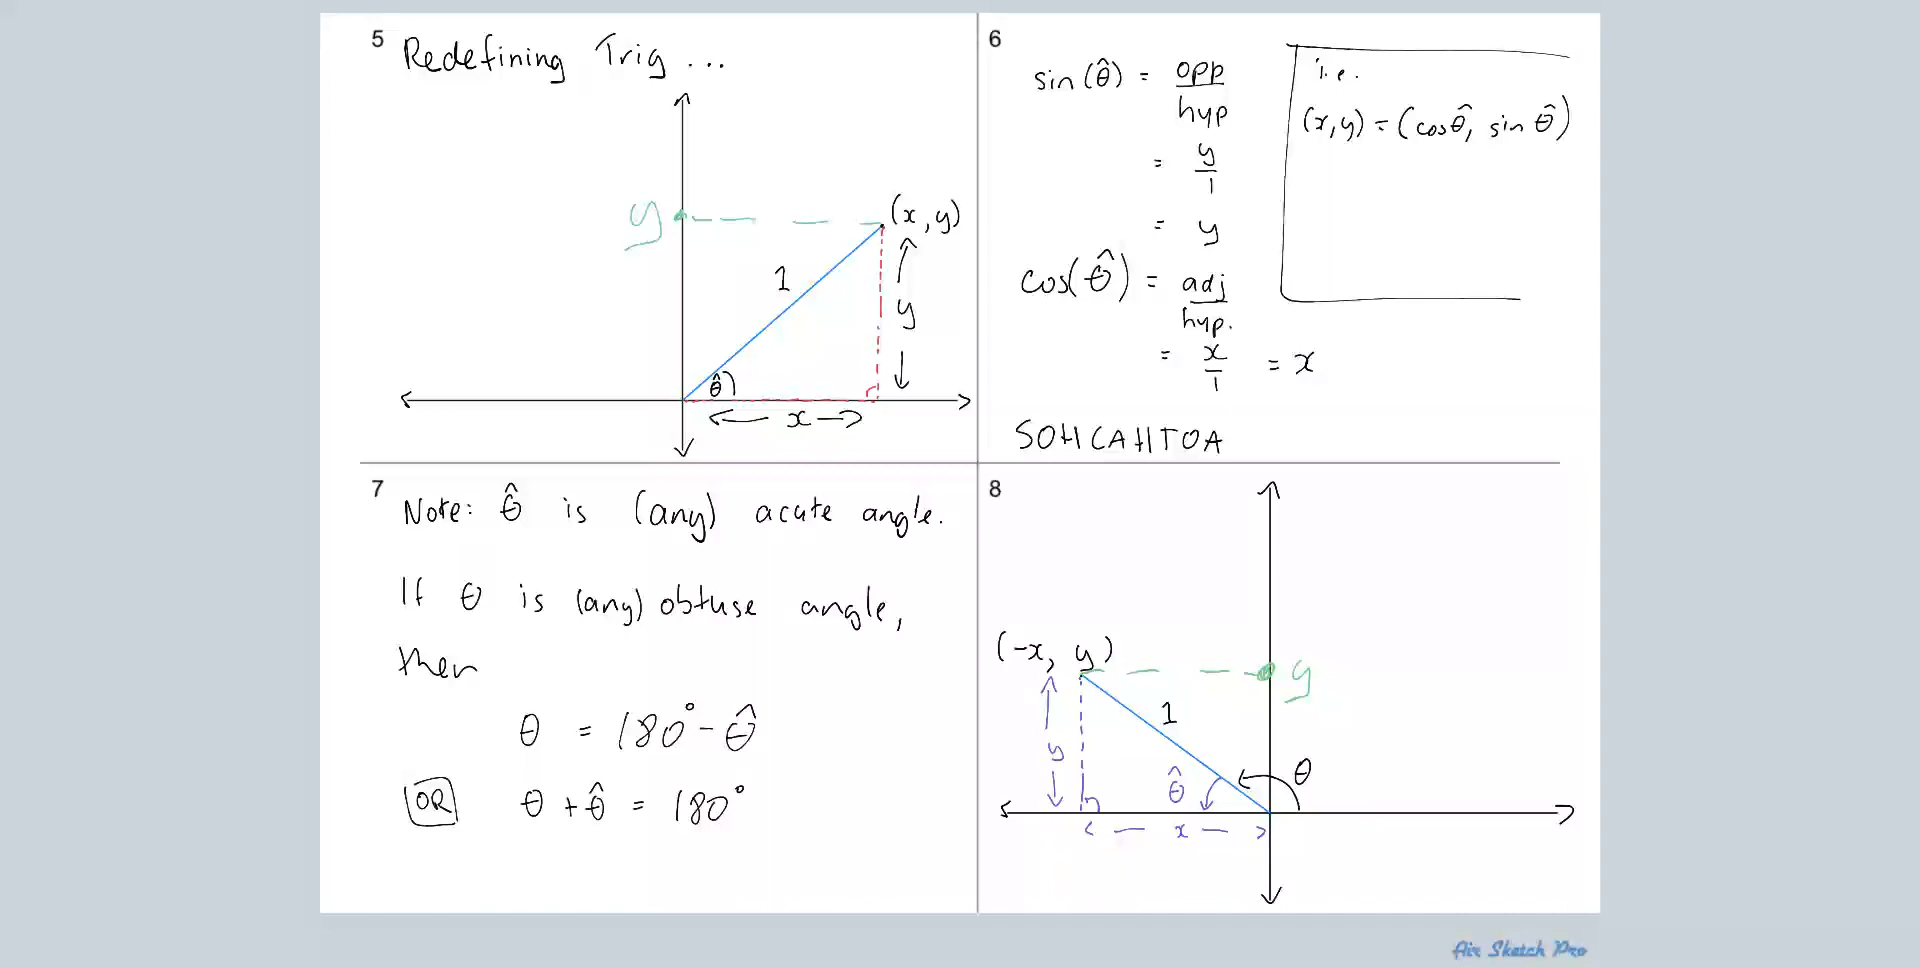 5
Redefining Trig ...
y
(x, y)
1
y
θ̂
x
6
sin(θ̂) = opp
hyp
= y
1
= y
cos(θ̂) = adj
hyp.
= x
1
= x
SOHCAHTOA
i.e.
(x, y) = (cosθ̂, sin θ̂)
7
Note: θ̂ is (any) acute angle.
If θ is (any) obtuse angle,
then
θ = 180° - θ̂
OR θ + θ̂ = 180°
8
(-x, y)
y
1
y
θ̂
θ
x
Air Sketch Pro